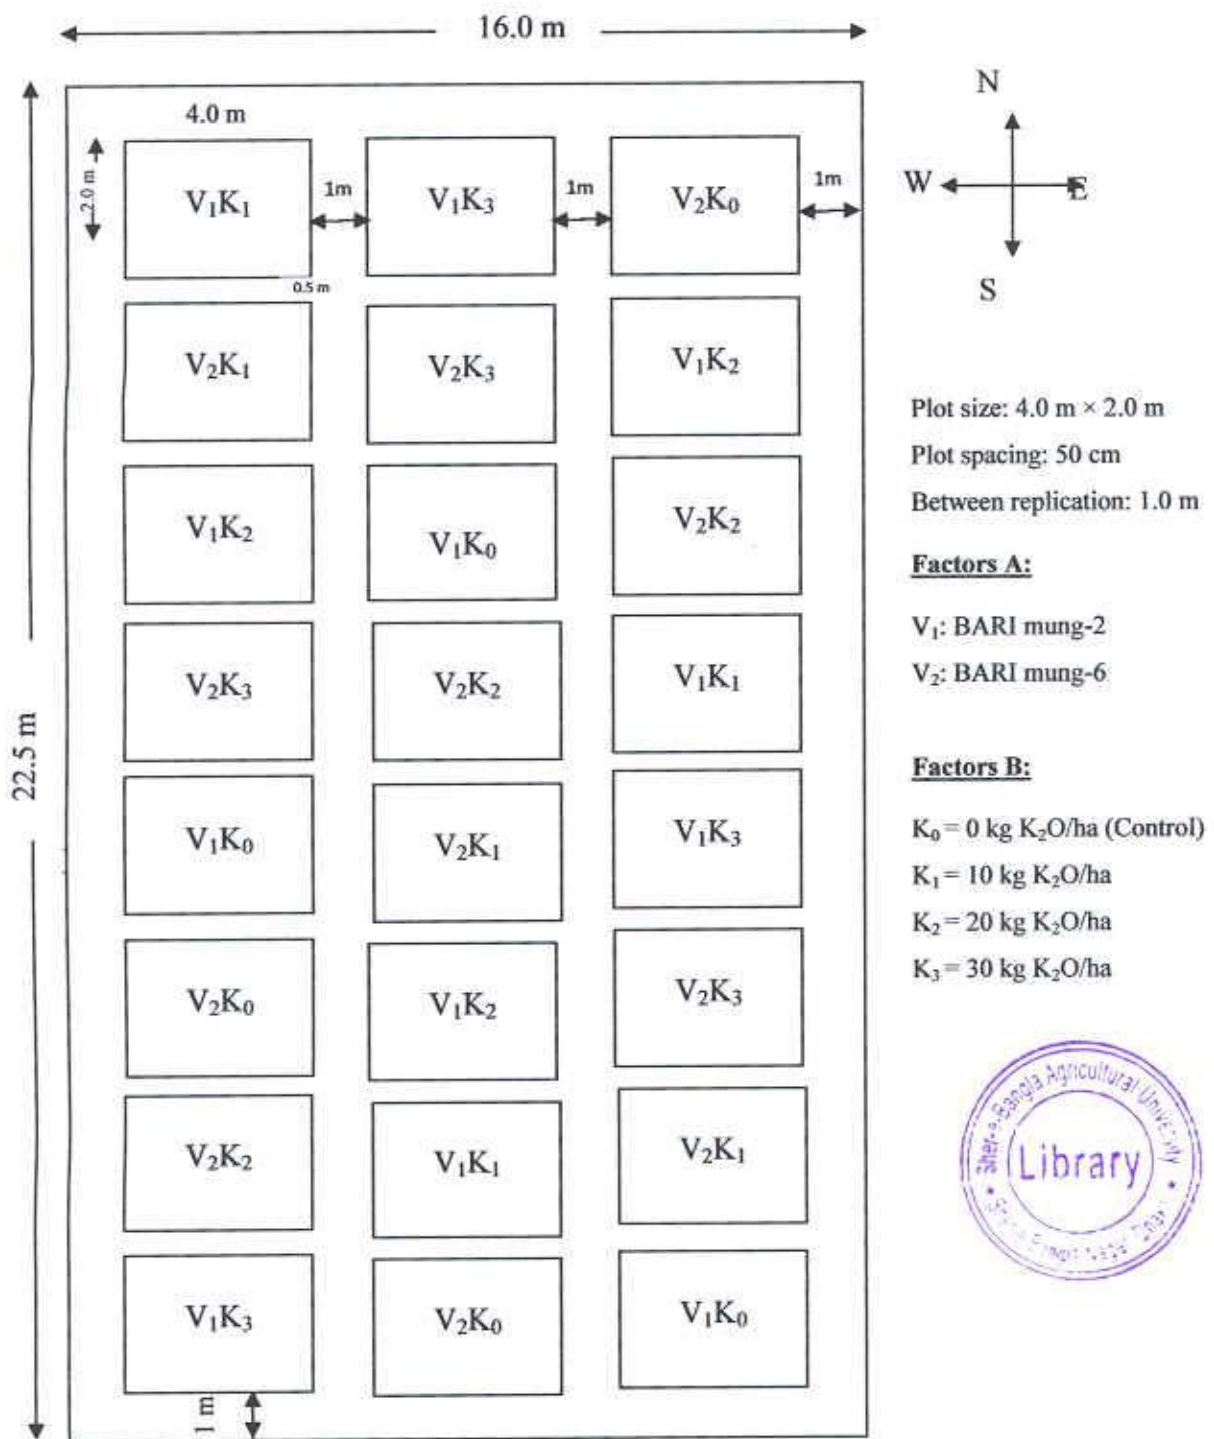 16.0 m
N
4.0 m
2.0 m
V₁K₁
1m
V₁K₃
1m
V₂K₀
1m
W
E
0.5 m
S
V₂K₁
V₂K₃
V₁K₂
Plot size: 4.0 m × 2.0 m
Plot spacing: 50 cm
V₁K₂
V₁K₀
V₂K₂
Between replication: 1.0 m
Factors A:
V₁: BARI mung-2
V₂K₃
V₂K₂
V₁K₁
V₂: BARI mung-6
22.5 m
Factors B:
V₁K₀
V₂K₁
V₁K₃
K₀ = 0 kg K₂O/ha (Control)
K₁ = 10 kg K₂O/ha
K₂ = 20 kg K₂O/ha
K₃ = 30 kg K₂O/ha
V₂K₀
V₁K₂
V₂K₃
V₂K₂
V₁K₁
V₂K₁
Sher-e-Bangla Agricultural University
Library
V₁K₃
V₂K₀
V₁K₀
1 m